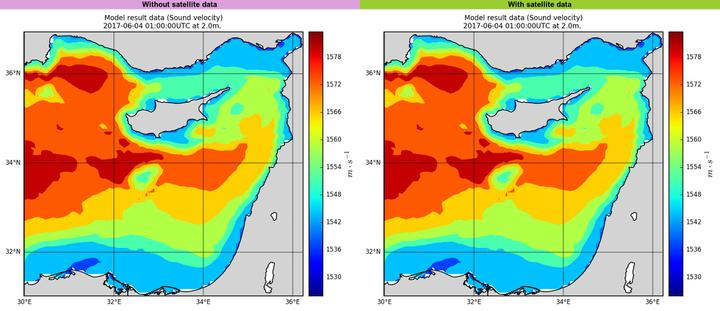 Without satellite data
Model result data (Sound velocity)
2017-06-04 01:00:00UTC at 2.0m.
36°N
34°N
32°N
30°E
32°E
34°E
36°E
1578
1572
1566
1560
1554
1548
1542
1536
1530
m · s⁻¹
With satellite data
Model result data (Sound velocity)
2017-06-04 01:00:00UTC at 2.0m.
36°N
34°N
32°N
30°E
32°E
34°E
36°E
1578
1572
1566
1560
1554
1548
1542
1536
1530
m · s⁻¹